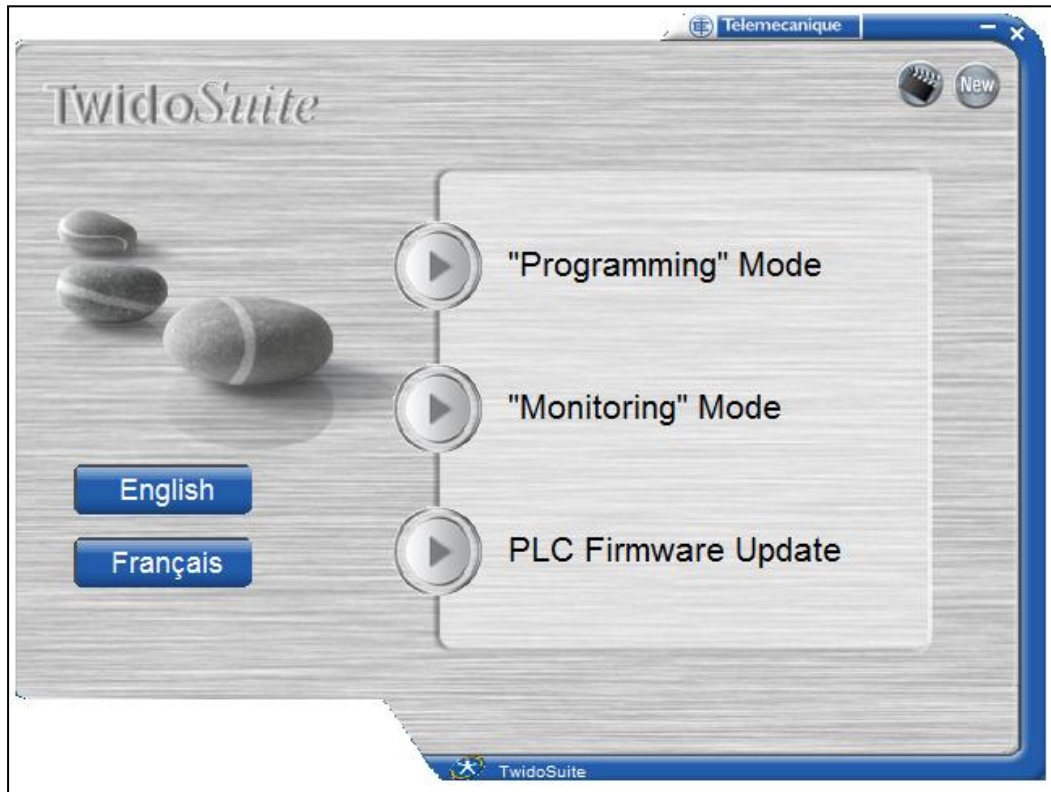 Telemecanique
TwidoSuite
New
"Programming" Mode
"Monitoring" Mode
English
PLC Firmware Update
Français
TwidoSuite